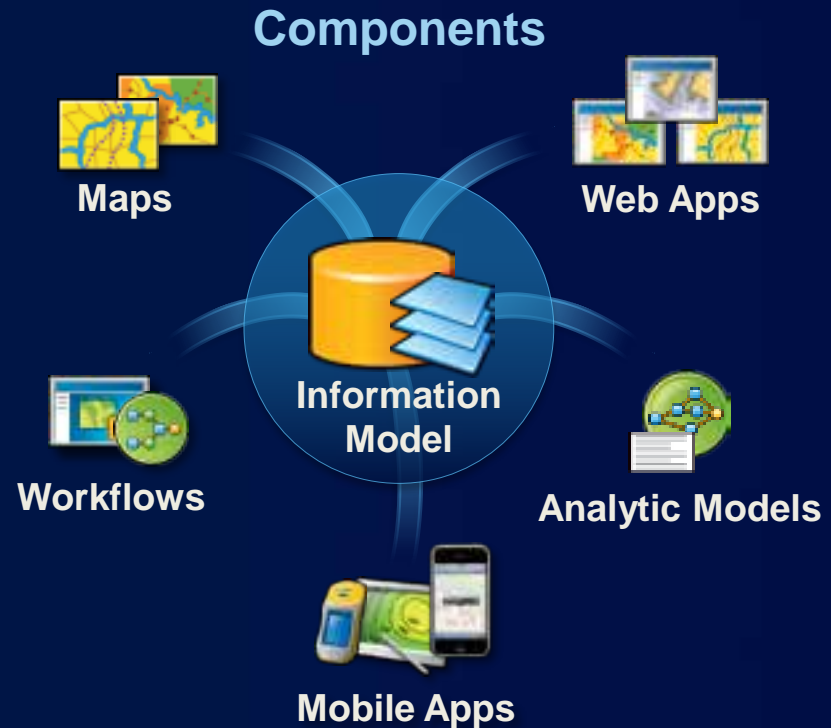 Components
Maps
Web Apps
Information
Model
Workflows
Analytic Models
Mobile Apps